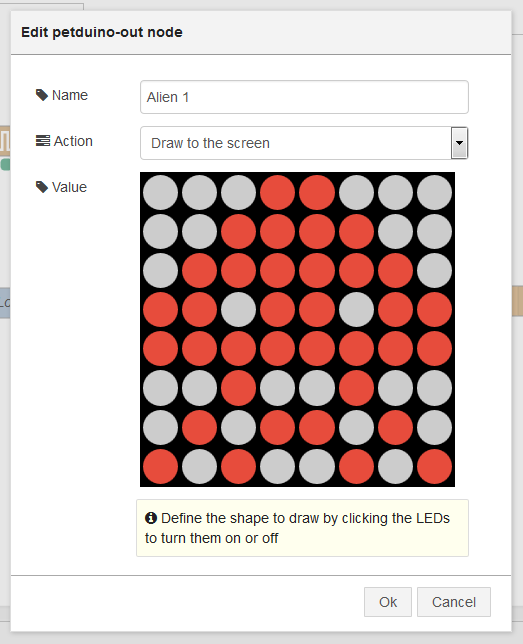 Edit petduino-out node
Name
Alien 1
Action
Draw to the screen
Value
Define the shape to draw by clicking the LEDs
to turn them on or off
Ok
Cancel